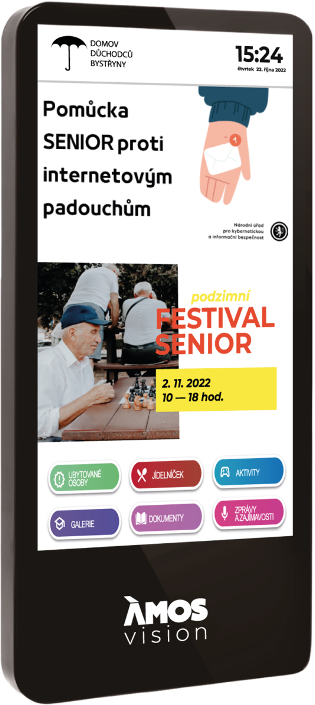 DOMOV
DŮCHODCŮ
BYSTŘYNY
15:24
čtvrtek 22. října 2022
Pomůcka
SENIOR proti
internetovým
padouchům
1
Národní úřad
pro kybernetickou
a informační bezpečnost
podzimní
FESTIVAL
SENIOR
2. 11. 2022
10 — 18 hod.
UBYTOVANÉ
OSOBY
JÍDELNÍČEK
AKTIVITY
GALERIE
DOKUMENTY
ZPRÁVY
A ZAJÍMAVOSTI
ÀMOS
vision